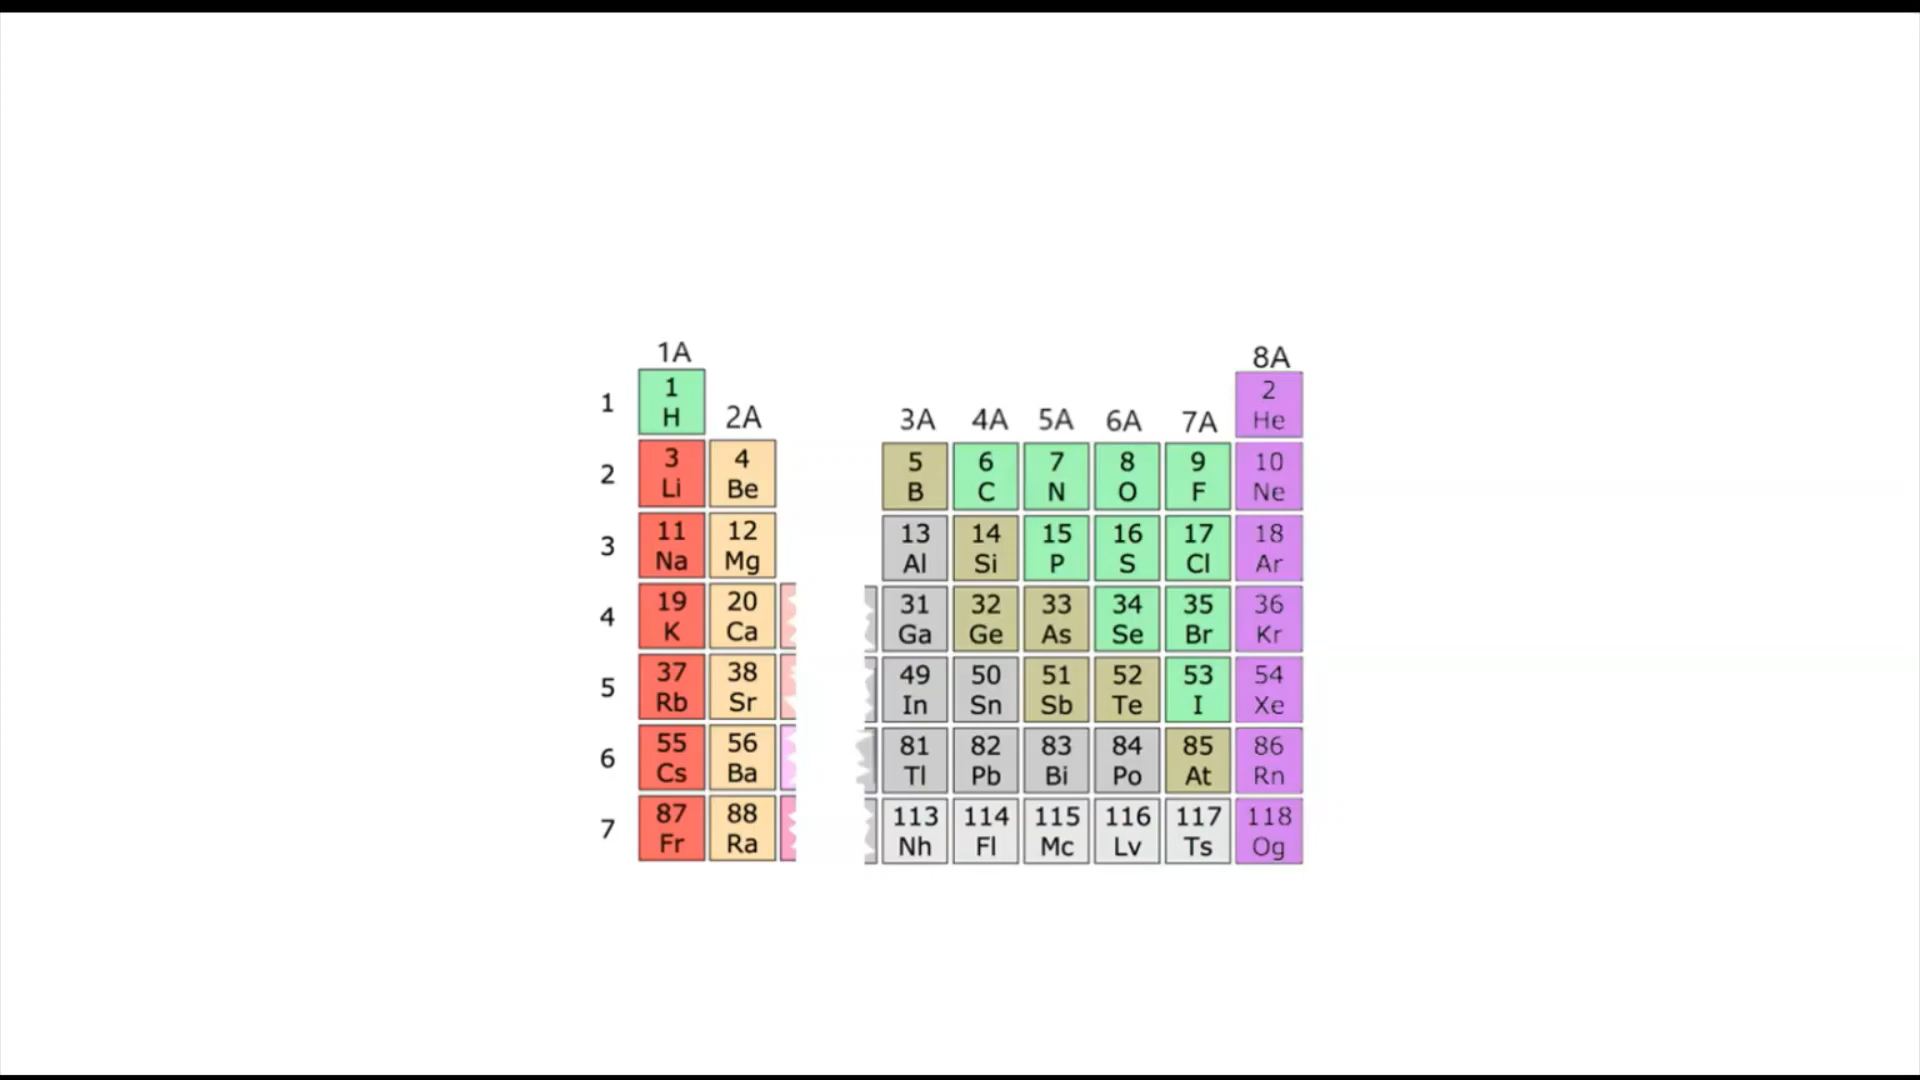 1A 8A
1 1 H 2 He
2A 3A 4A 5A 6A 7A
2 3 Li 4 Be 5 B 6 C 7 N 8 O 9 F 10 Ne
3 11 Na 12 Mg 13 Al 14 Si 15 P 16 S 17 Cl 18 Ar
4 19 K 20 Ca 31 Ga 32 Ge 33 As 34 Se 35 Br 36 Kr
5 37 Rb 38 Sr 49 In 50 Sn 51 Sb 52 Te 53 I 54 Xe
6 55 Cs 56 Ba 81 Tl 82 Pb 83 Bi 84 Po 85 At 86 Rn
7 87 Fr 88 Ra 113 Nh 114 Fl 115 Mc 116 Lv 117 Ts 118 Og